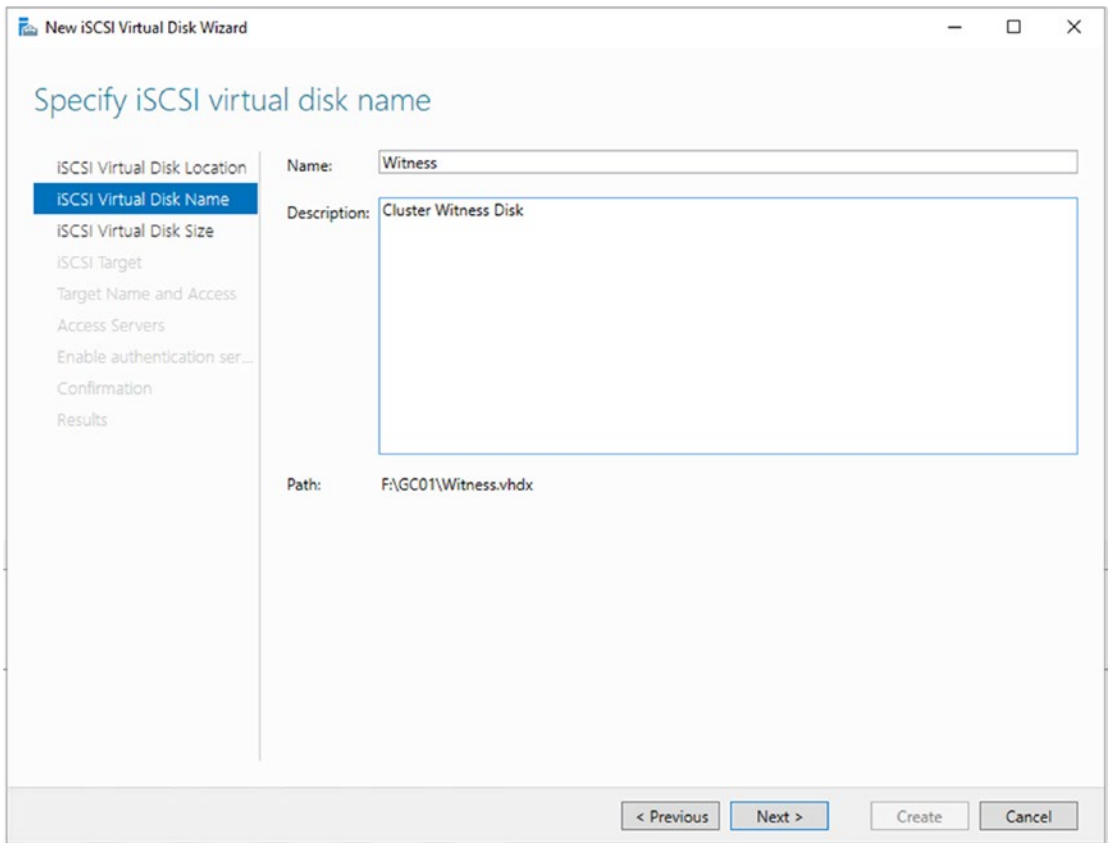 New iSCSI Virtual Disk Wizard
Specify iSCSI virtual disk name
iSCSI Virtual Disk Location
iSCSI Virtual Disk Name
iSCSI Virtual Disk Size
iSCSI Target
Target Name and Access
Access Servers
Enable authentication ser...
Confirmation
Results
Name: Witness
Description: Cluster Witness Disk
Path: F:\GC01\Witness.vhdx
< Previous Next > Create Cancel